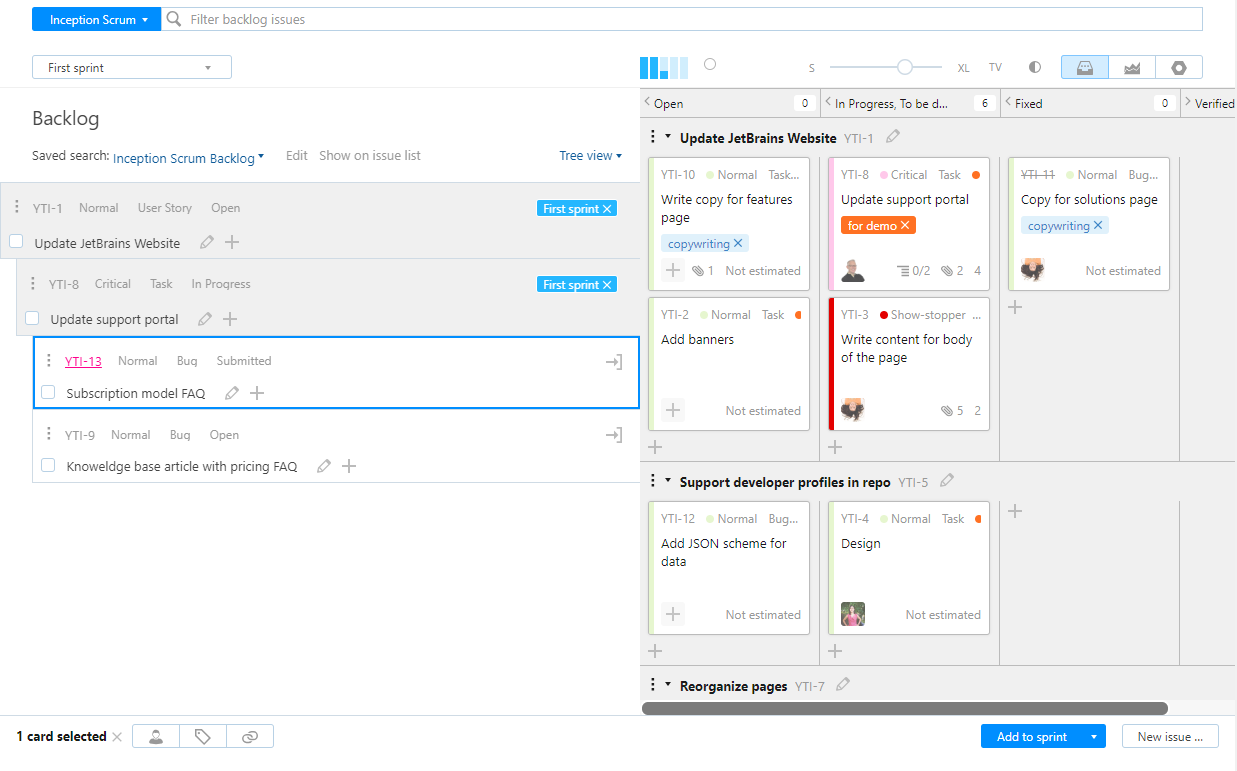 Inception Scrum
Filter backlog issues
First sprint
S
XL
TV
Backlog
Saved search: Inception Scrum Backlog
Edit
Show on issue list
Tree view
YTI-1 Normal User Story Open
First sprint
Update JetBrains Website
YTI-8 Critical Task In Progress
First sprint
Update support portal
YTI-13 Normal Bug Submitted
Subscription model FAQ
YTI-9 Normal Bug Open
Knoweldge base article with pricing FAQ
Open 0
In Progress, To be d... 6
Fixed 0
Verified
Update JetBrains Website YTI-1
YTI-10 Normal Task...
Write copy for features
page
copywriting
1 Not estimated
YTI-8 Critical Task
Update support portal
for demo
0/2 2 4
YTI-11 Normal Bug...
Copy for solutions page
copywriting
Not estimated
YTI-2 Normal Task
Add banners
Not estimated
YTI-3 Show-stopper ...
Write content for body
of the page
5 2
Support developer profiles in repo YTI-5
YTI-12 Normal Bug...
Add JSON scheme for
data
Not estimated
YTI-4 Normal Task
Design
Not estimated
Reorganize pages YTI-7
1 card selected
Add to sprint
New issue ...